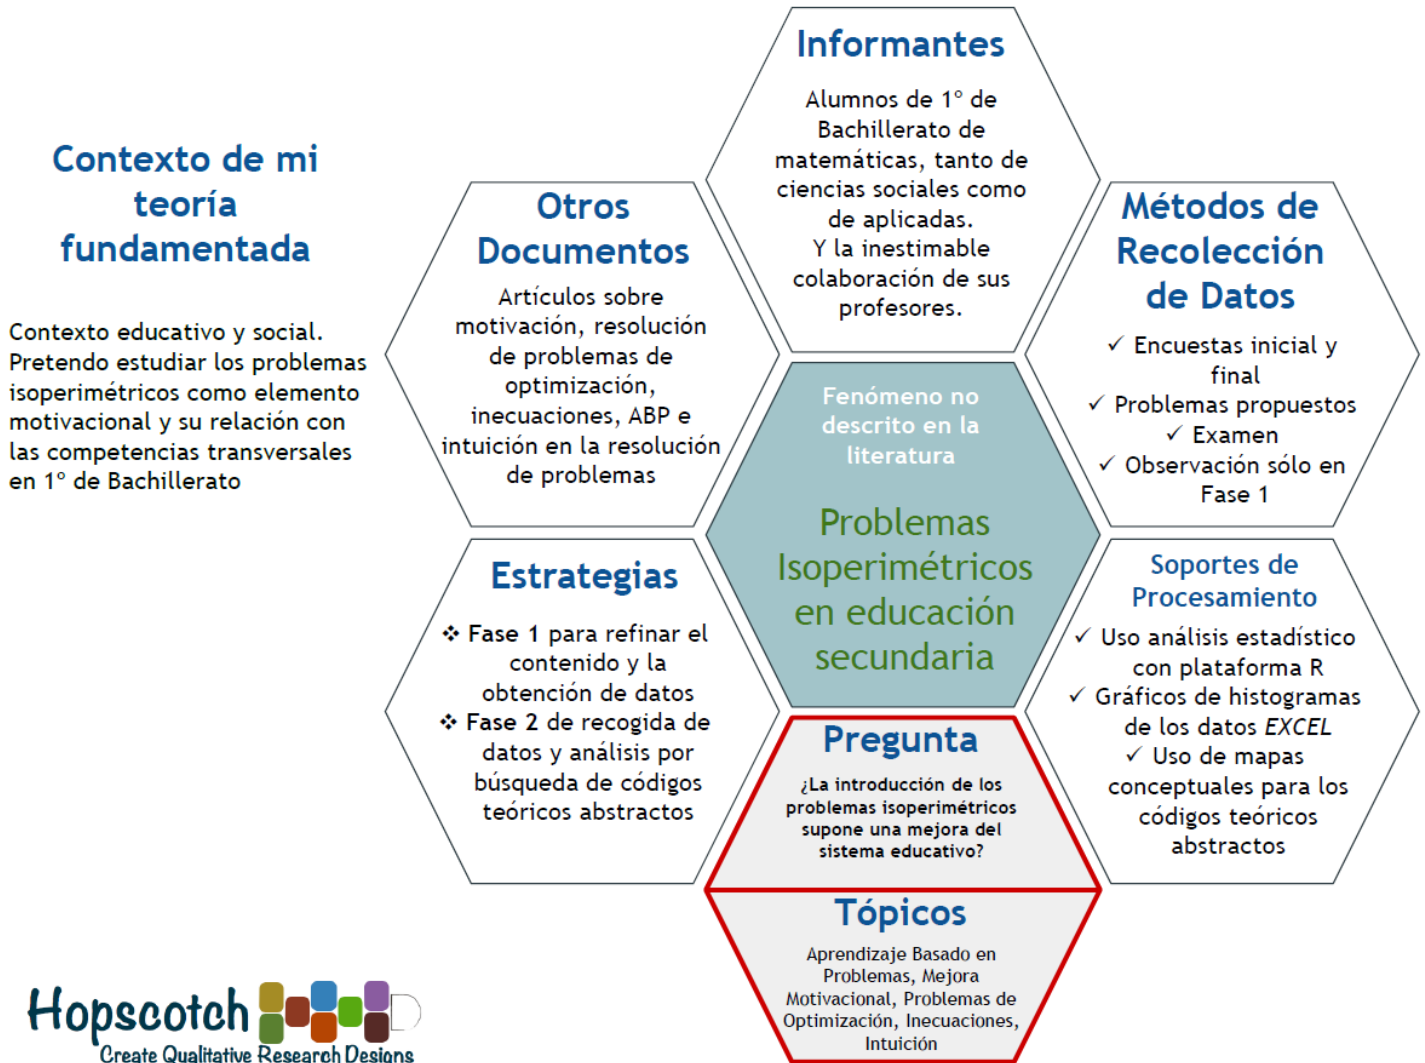 Contexto de mi
teoría
fundamentada
Contexto educativo y social.
Pretendo estudiar los problemas
isoperimétricos como elemento
motivacional y su relación con
las competencias transversales
en 1º de Bachillerato
Informantes
Alumnos de 1º de
Bachillerato de
matemáticas, tanto de
ciencias sociales como
de aplicadas.
Y la inestimable
colaboración de sus
profesores.
Otros
Documentos
Artículos sobre
motivación, resolución
de problemas de
optimización,
inecuaciones, ABP e
intuición en la resolución
de problemas
Métodos de
Recolección
de Datos
✓ Encuestas inicial y
final
✓ Problemas propuestos
✓ Examen
✓ Observación sólo en
Fase 1
Fenómeno no
descrito en la
literatura
Problemas
Isoperimétricos
en educación
secundaria
Estrategias
❖ Fase 1 para refinar el
contenido y la
obtención de datos
❖ Fase 2 de recogida de
datos y análisis por
búsqueda de códigos
teóricos abstractos
Soportes de
Procesamiento
✓ Uso análisis estadístico
con plataforma R
✓ Gráficos de histogramas
de los datos EXCEL
✓ Uso de mapas
conceptuales para los
códigos teóricos
abstractos
Pregunta
¿La introducción de los
problemas isoperimétricos
supone una mejora del
sistema educativo?
Tópicos
Aprendizaje Basado en
Problemas, Mejora
Motivacional, Problemas de
Optimización, Inecuaciones,
Intuición
Hopscotch
Create Qualitative Research Designs